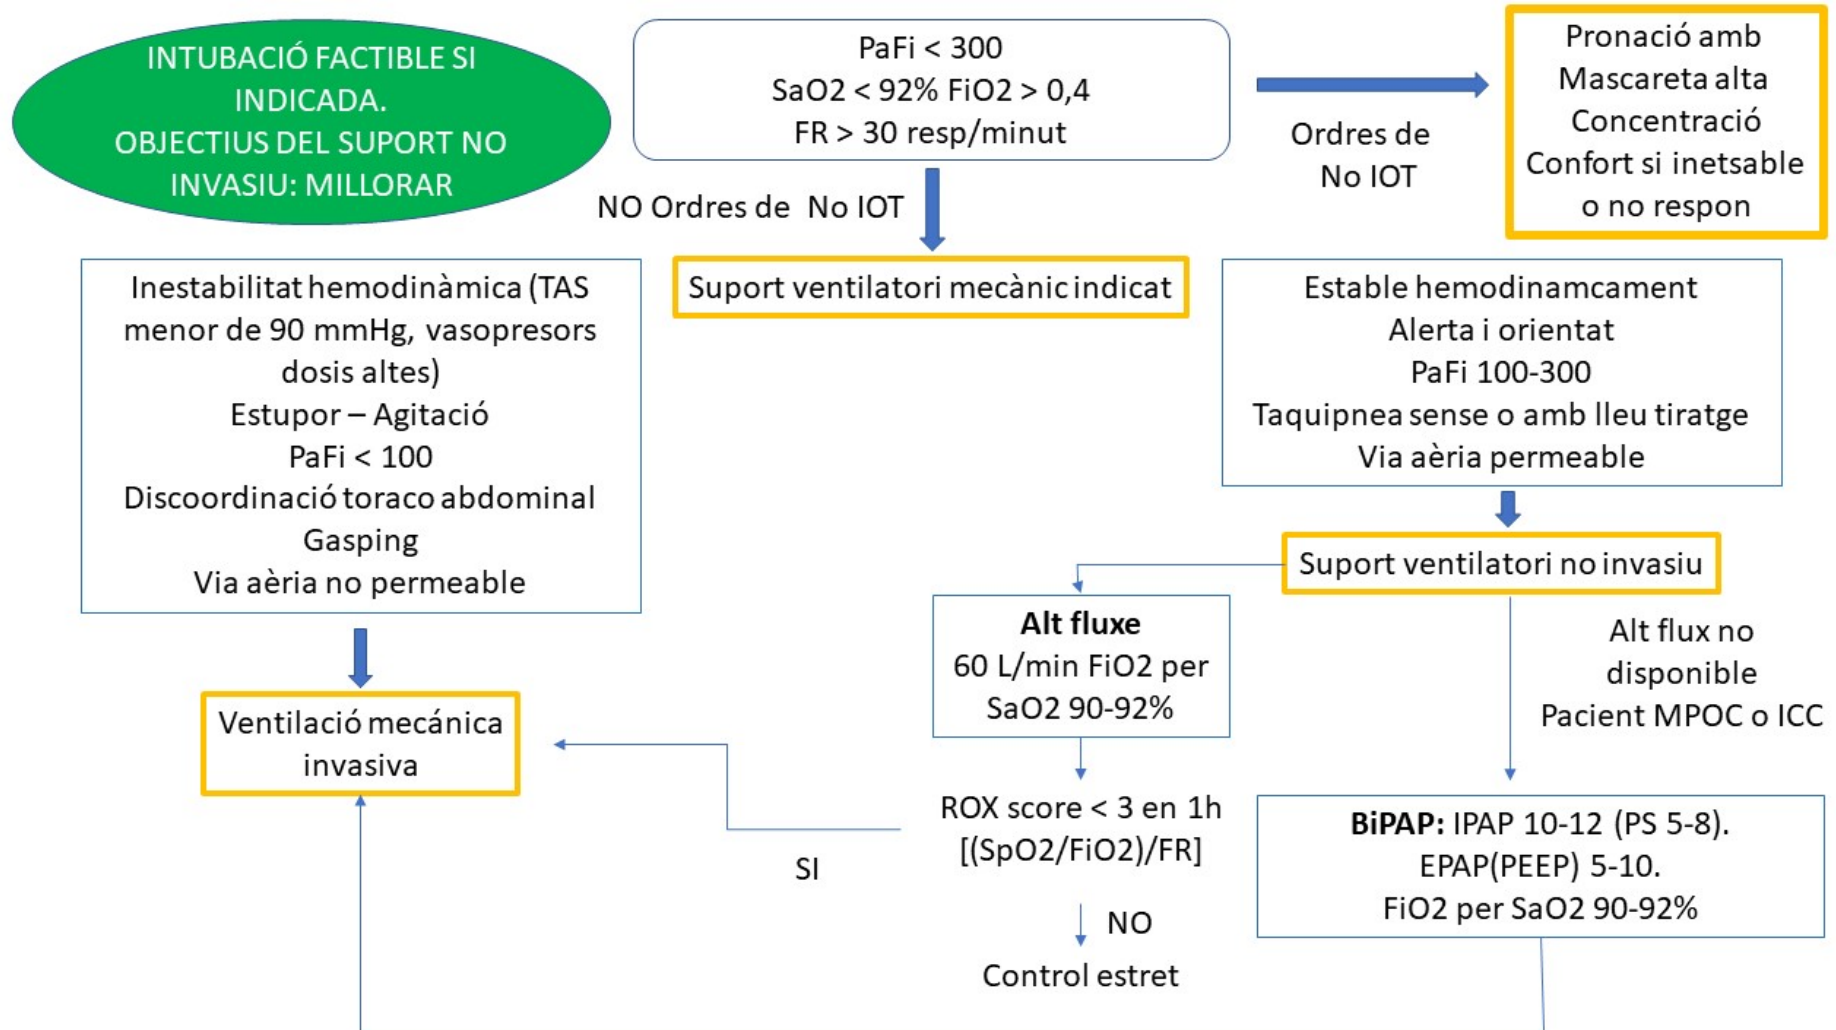 INTUBACIÓ FACTIBLE SI
INDICADA.
OBJECTIUS DEL SUPORT NO
INVASIU: MILLORAR
PaFi < 300
SaO2 < 92% FiO2 > 0,4
FR > 30 resp/minut
Ordres de
No IOT
Pronació amb
Mascareta alta
Concentració
Confort si inetsable
o no respon
NO Ordres de No IOT
Suport ventilatori mecànic indicat
Inestabilitat hemodinàmica (TAS
menor de 90 mmHg, vasopresors
dosis altes)
Estupor – Agitació
PaFi < 100
Discoordinació toraco abdominal
Gasping
Via aèria no permeable
Estable hemodinamcament
Alerta i orientat
PaFi 100-300
Taquipnea sense o amb lleu tiratge
Via aèria permeable
Suport ventilatori no invasiu
Alt fluxe
60 L/min FiO2 per
SaO2 90-92%
Alt flux no
disponible
Pacient MPOC o ICC
Ventilació mecánica
invasiva
ROX score < 3 en 1h
[(SpO2/FiO2)/FR]
SI
NO
Control estret
BiPAP: IPAP 10-12 (PS 5-8).
EPAP(PEEP) 5-10.
FiO2 per SaO2 90-92%